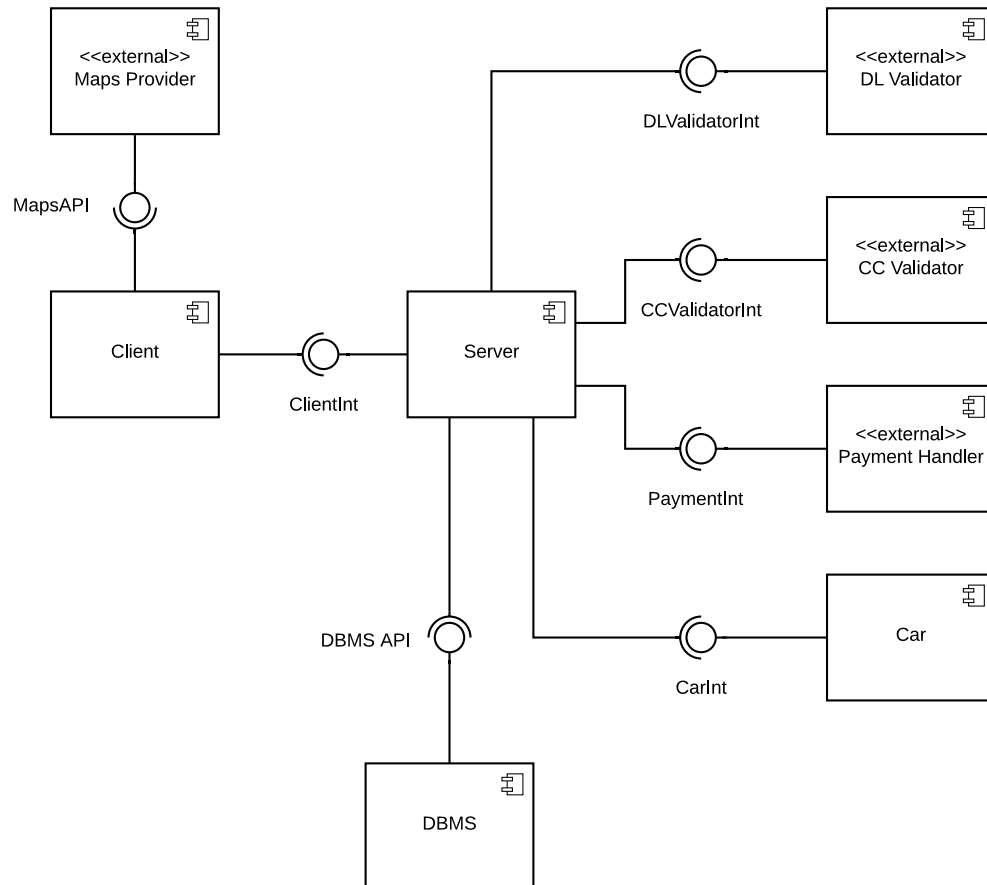 <<external>>
Maps Provider
<<external>>
DL Validator
DLValidatorInt
MapsAPI
<<external>>
CC Validator
CCValidatorInt
Client
Server
ClientInt
<<external>>
Payment Handler
PaymentInt
DBMS API
Car
CarInt
DBMS